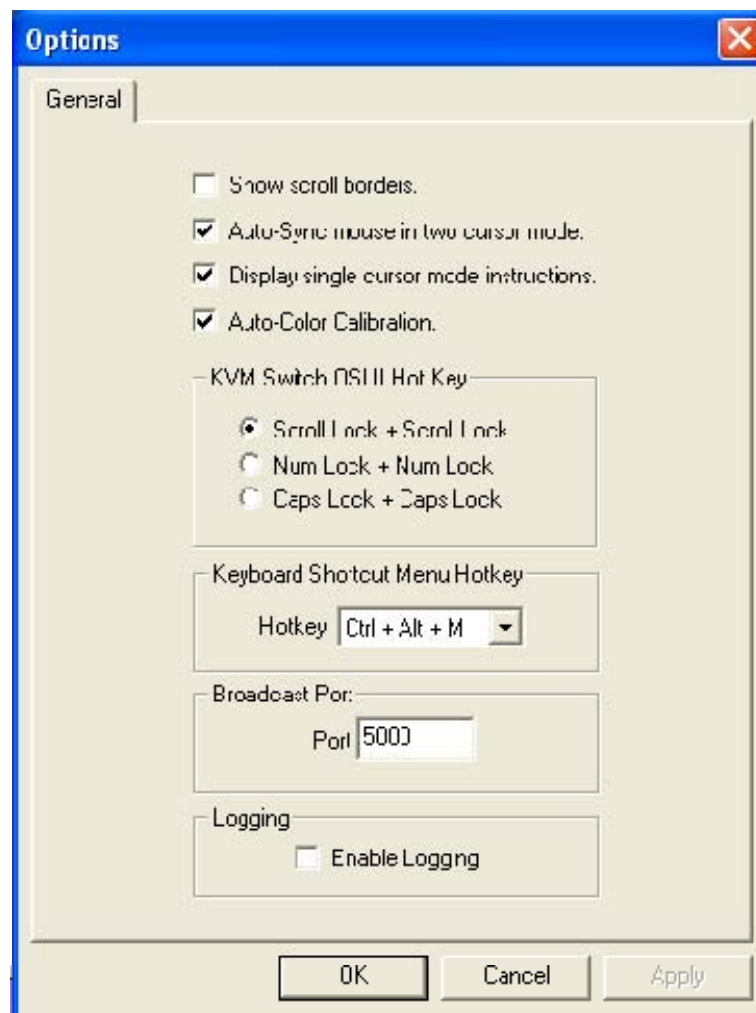 Options
General
Show scroll borders.
Auto-Sync mouse in two cursor mode.
Display single cursor mode instructions.
Auto-Color Calibration.
KVM Switch OSUI Hot Key
Scroll Lock + Scroll Lock
Num Lock + Num Lock
Caps Lock + Caps Lock
Keyboard Shortcut Menu Hotkey
Hotkey Ctrl + Alt + M
Broadcast Port
Port 5000
Logging
Enable Logging
OK Cancel Apply